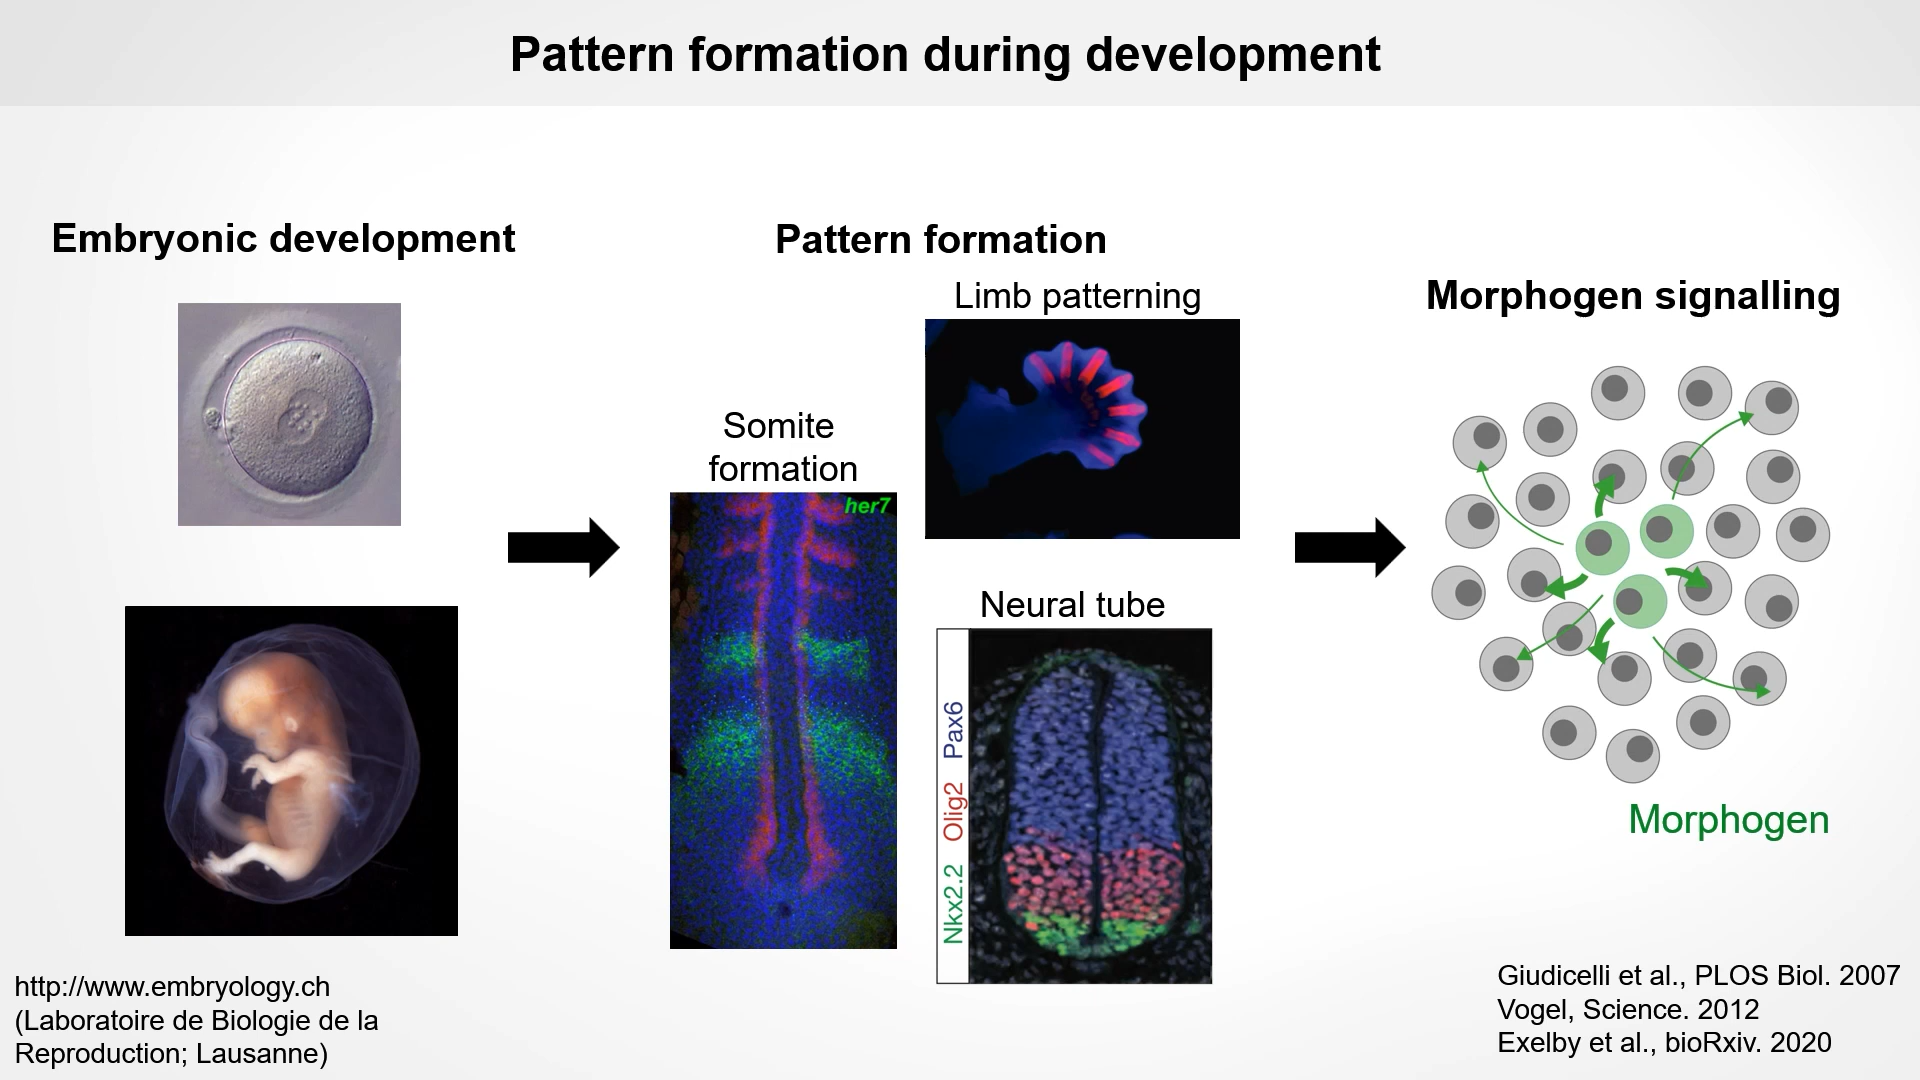 Pattern formation during development
Embryonic development
Pattern formation
Limb patterning
Somite
formation
her7
Neural tube
Nkx2.2 Olig2 Pax6
Morphogen signalling
Morphogen
http://www.embryology.ch
(Laboratoire de Biologie de la
Reproduction; Lausanne)
Giudicelli et al., PLOS Biol. 2007
Vogel, Science. 2012
Exelby et al., bioRxiv. 2020